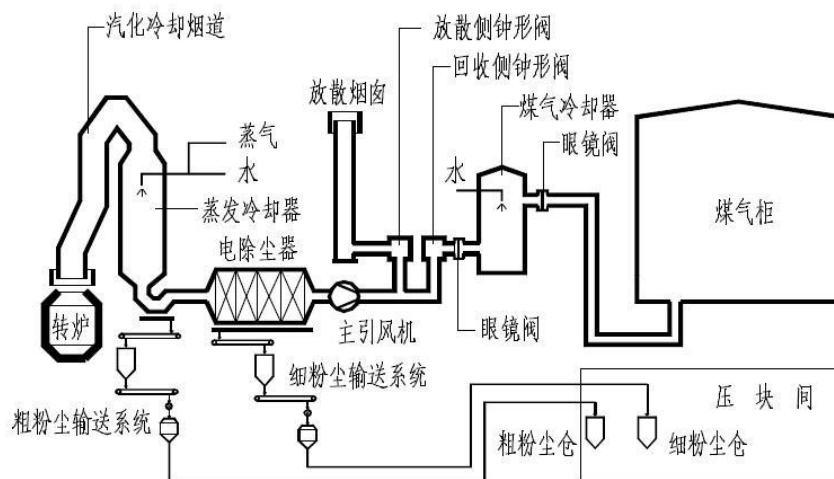 汽化冷却烟道
放散侧钟形阀
回收侧钟形阀
放散烟囱
煤气冷却器
眼镜阀
蒸气
水
水
蒸发冷却器
煤气柜
电除尘器
转炉
主引风机
眼镜阀
细粉尘输送系统
粗粉尘输送系统
压块间
粗粉尘仓
细粉尘仓